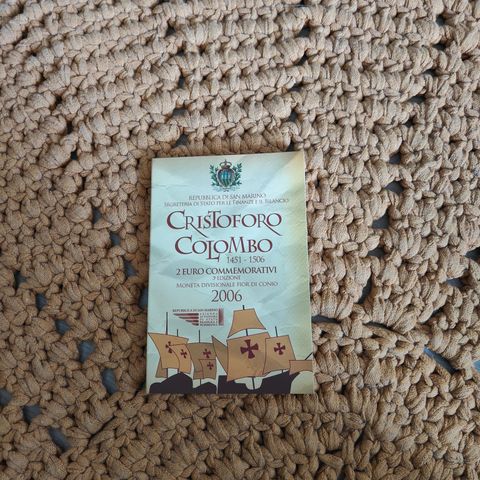 REPUBBLICA DI SAN MARINO
SEGRETERIA DI STATO PER LE FINANZE E IL BILANCIO
CRISTOFORO
COLOMBO
1451 - 1506
2 EURO COMMEMORATIVI
3ª EDIZIONE
MONETA DIVISIONALE FIOR DI CONIO
2006
REPUBBLICA DI SAN MARINO